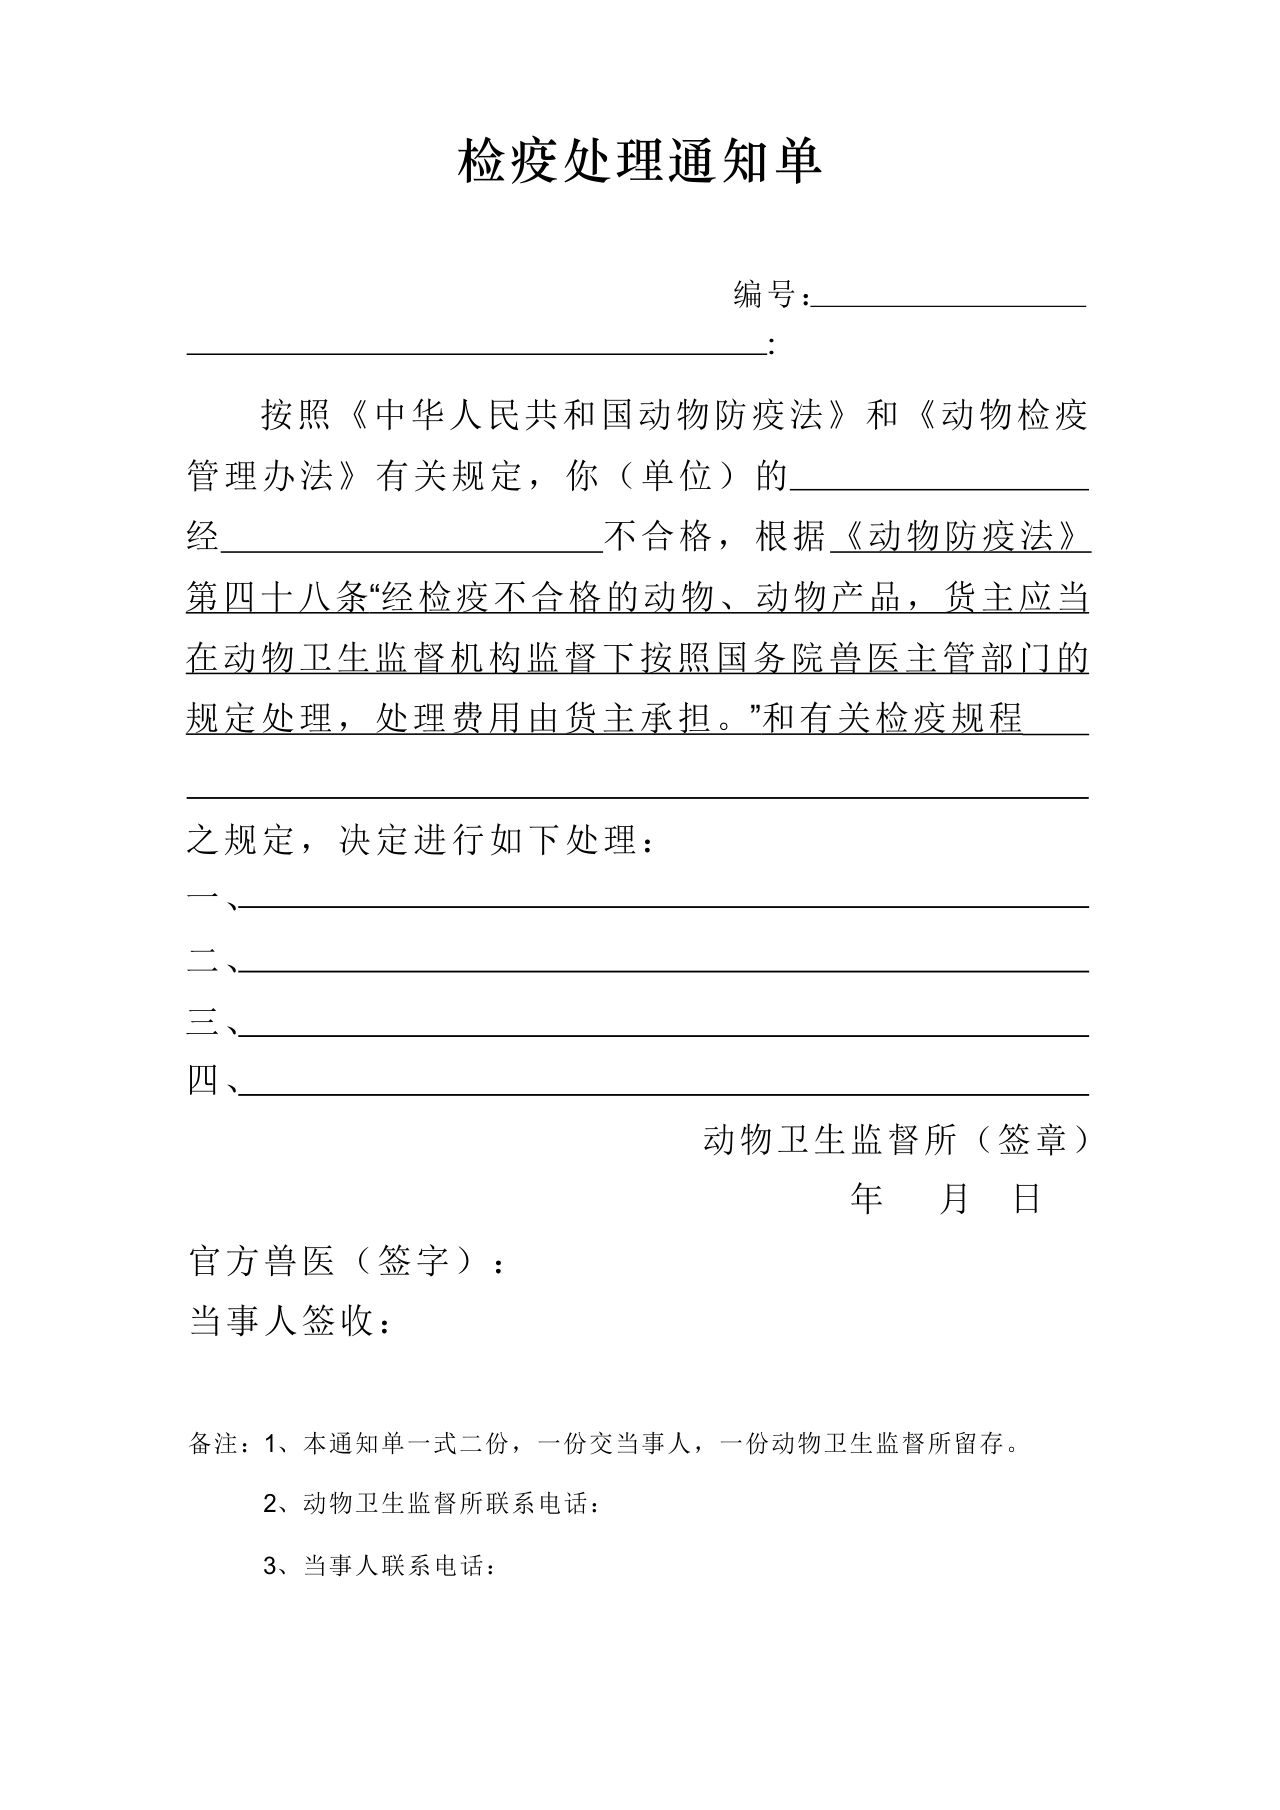 检疫处理通知单
编号：
：
按照《中华人民共和国动物防疫法》和《动物检疫
管理办法》有关规定，你（单位）的
经 不合格，根据《动物防疫法》
第四十八条“经检疫不合格的动物、动物产品，货主应当
在动物卫生监督机构监督下按照国务院兽医主管部门的
规定处理，处理费用由货主承担。”和有关检疫规程
之规定，决定进行如下处理：
一、
二、
三、
四、
动物卫生监督所（签章）
年 月 日
官方兽医（签字）：
当事人签收：
备注：1、本通知单一式二份，一份交当事人，一份动物卫生监督所留存。
2、动物卫生监督所联系电话：
3、当事人联系电话：